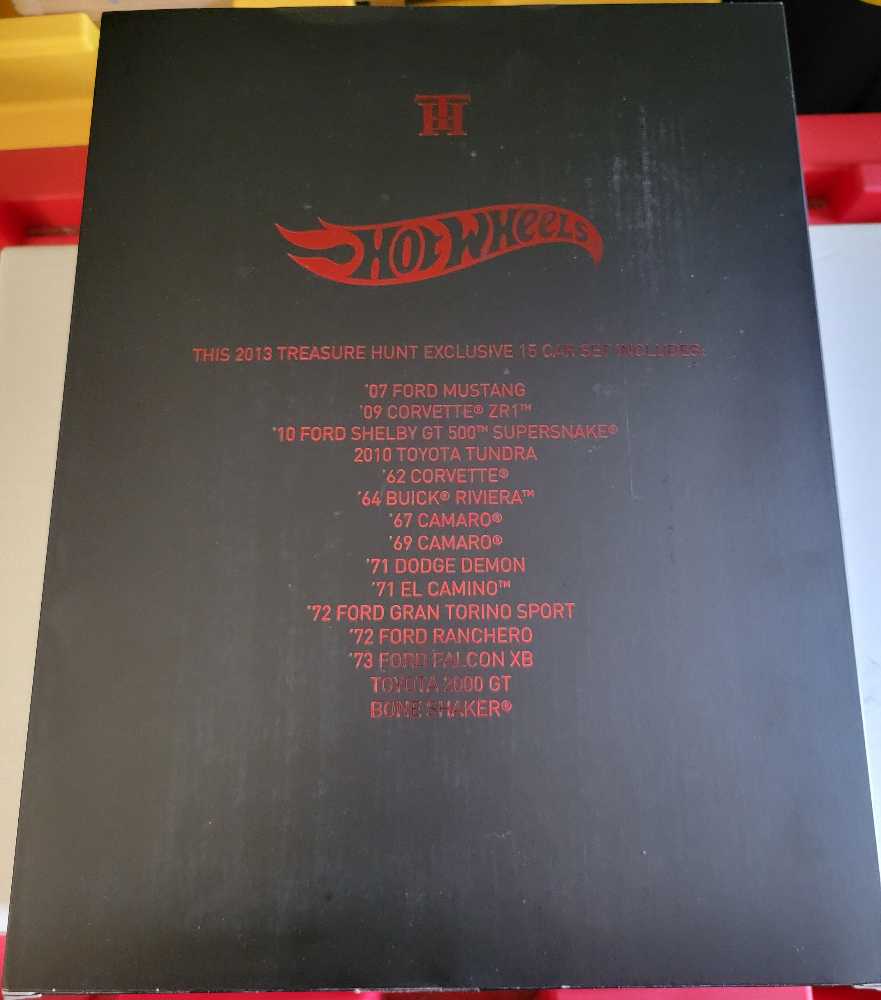 TH
HOT WHEELS
THIS 2013 TREASURE HUNT EXCLUSIVE 15 CAR SET INCLUDES:
'07 FORD MUSTANG
'09 CORVETTE® ZR1™
'10 FORD SHELBY GT 500™ SUPERSNAKE®
2010 TOYOTA TUNDRA
'62 CORVETTE®
'64 BUICK® RIVIERA™
'67 CAMARO®
'69 CAMARO®
'71 DODGE DEMON
'71 EL CAMINO™
'72 FORD GRAN TORINO SPORT
'72 FORD RANCHERO
'73 FORD FALCON XB
TOYOTA 2000 GT
BONE SHAKER®